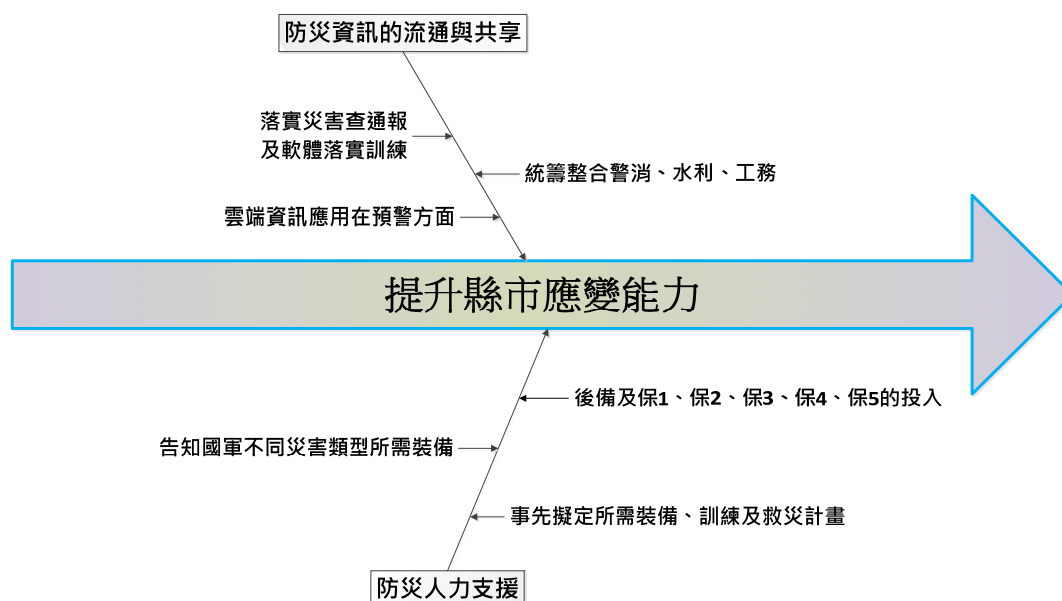 防災資訊的流通與共享
落實災害查通報
及軟體落實訓練
統籌整合警消、水利、工務
雲端資訊應用在預警方面
提升縣市應變能力
後備及保1、保2、保3、保4、保5的投入
告知國軍不同災害類型所需裝備
事先擬定所需裝備、訓練及救災計畫
防災人力支援